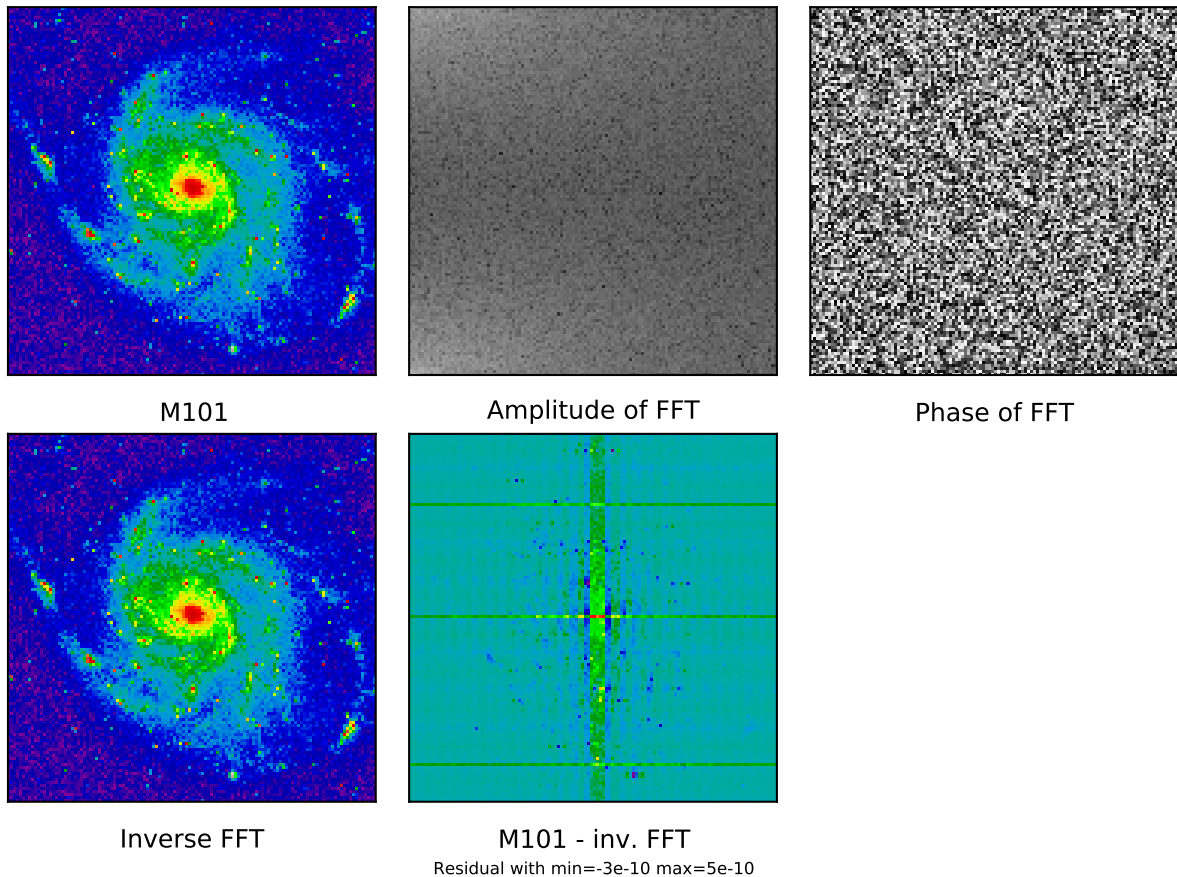 M101
Amplitude of FFT
Phase of FFT
Inverse FFT
M101 - inv. FFT
Residual with min=-3e-10 max=5e-10